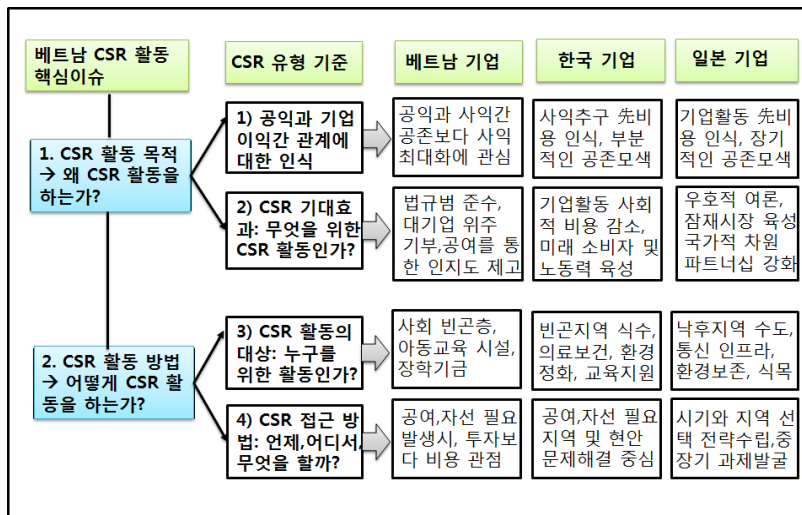 베트남 CSR 활동
핵심이슈
CSR 유형 기준
베트남 기업
한국 기업
일본 기업
1. CSR 활동 목적
→ 왜 CSR 활동을
하는가?
1) 공익과 기업
이익간 관계에
대한 인식
공익과 사익간
공존보다 사익
최대화에 관심
사익추구 先비
용 인식, 부분
적인 공존모색
기업활동 先비
용 인식, 장기
적인 공존모색
2) CSR 기대효
과: 무엇을 위한
CSR 활동인가?
법규범 준수,
대기업 위주
기부,공여를 통
한 인지도 제고
기업활동 사회
적 비용 감소,
미래 소비자 및
노동력 육성
우호적 여론,
잠재시장 육성
국가적 차원
파트너십 강화
2. CSR 활동 방법
→ 어떻게 CSR 활
동을 하는가?
3) CSR 활동의
대상: 누구를
위한 활동인가?
사회 빈곤층,
아동교육 시설,
장학기금
빈곤지역 식수,
의료보건, 환경
정화, 교육지원
낙후지역 수도,
통신 인프라,
환경보존, 식목
4) CSR 접근 방
법: 언제,어디서,
무엇을 할까?
공여,자선 필요
발생시, 투자보
다 비용 관점
공여,자선 필요
지역 및 현안
문제해결 중심
시기와 지역 선
택 전략수립,중
장기 과제발굴